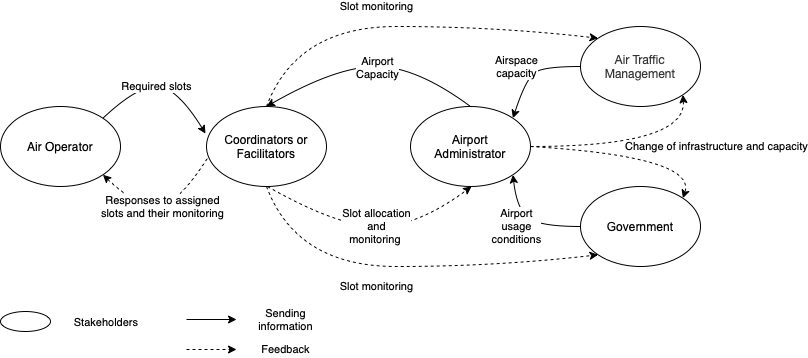 Slot monitoring
Airport
Capacity
Airspace
capacity
Air Traffic
Management
Required slots
Air Operator
Coordinators or
Facilitators
Airport
Administrator
Change of infrastructure and capacity
Responses to assigned
slots and their monitoring
Slot allocation
and
monitoring
Airport
usage
conditions
Government
Slot monitoring
Stakeholders
Sending
information
Feedback